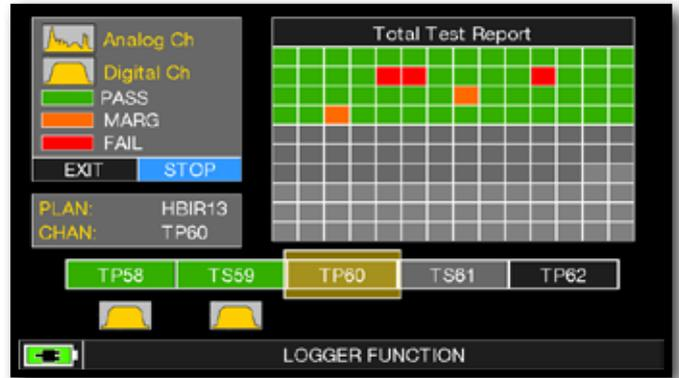 Analog Ch
Digital Ch
PASS
MARG
FAIL
EXIT STOP
PLAN: HBIR13
CHAN: TP60
Total Test Report
TP58 TS59 TP60 TS61 TP62
LOGGER FUNCTION